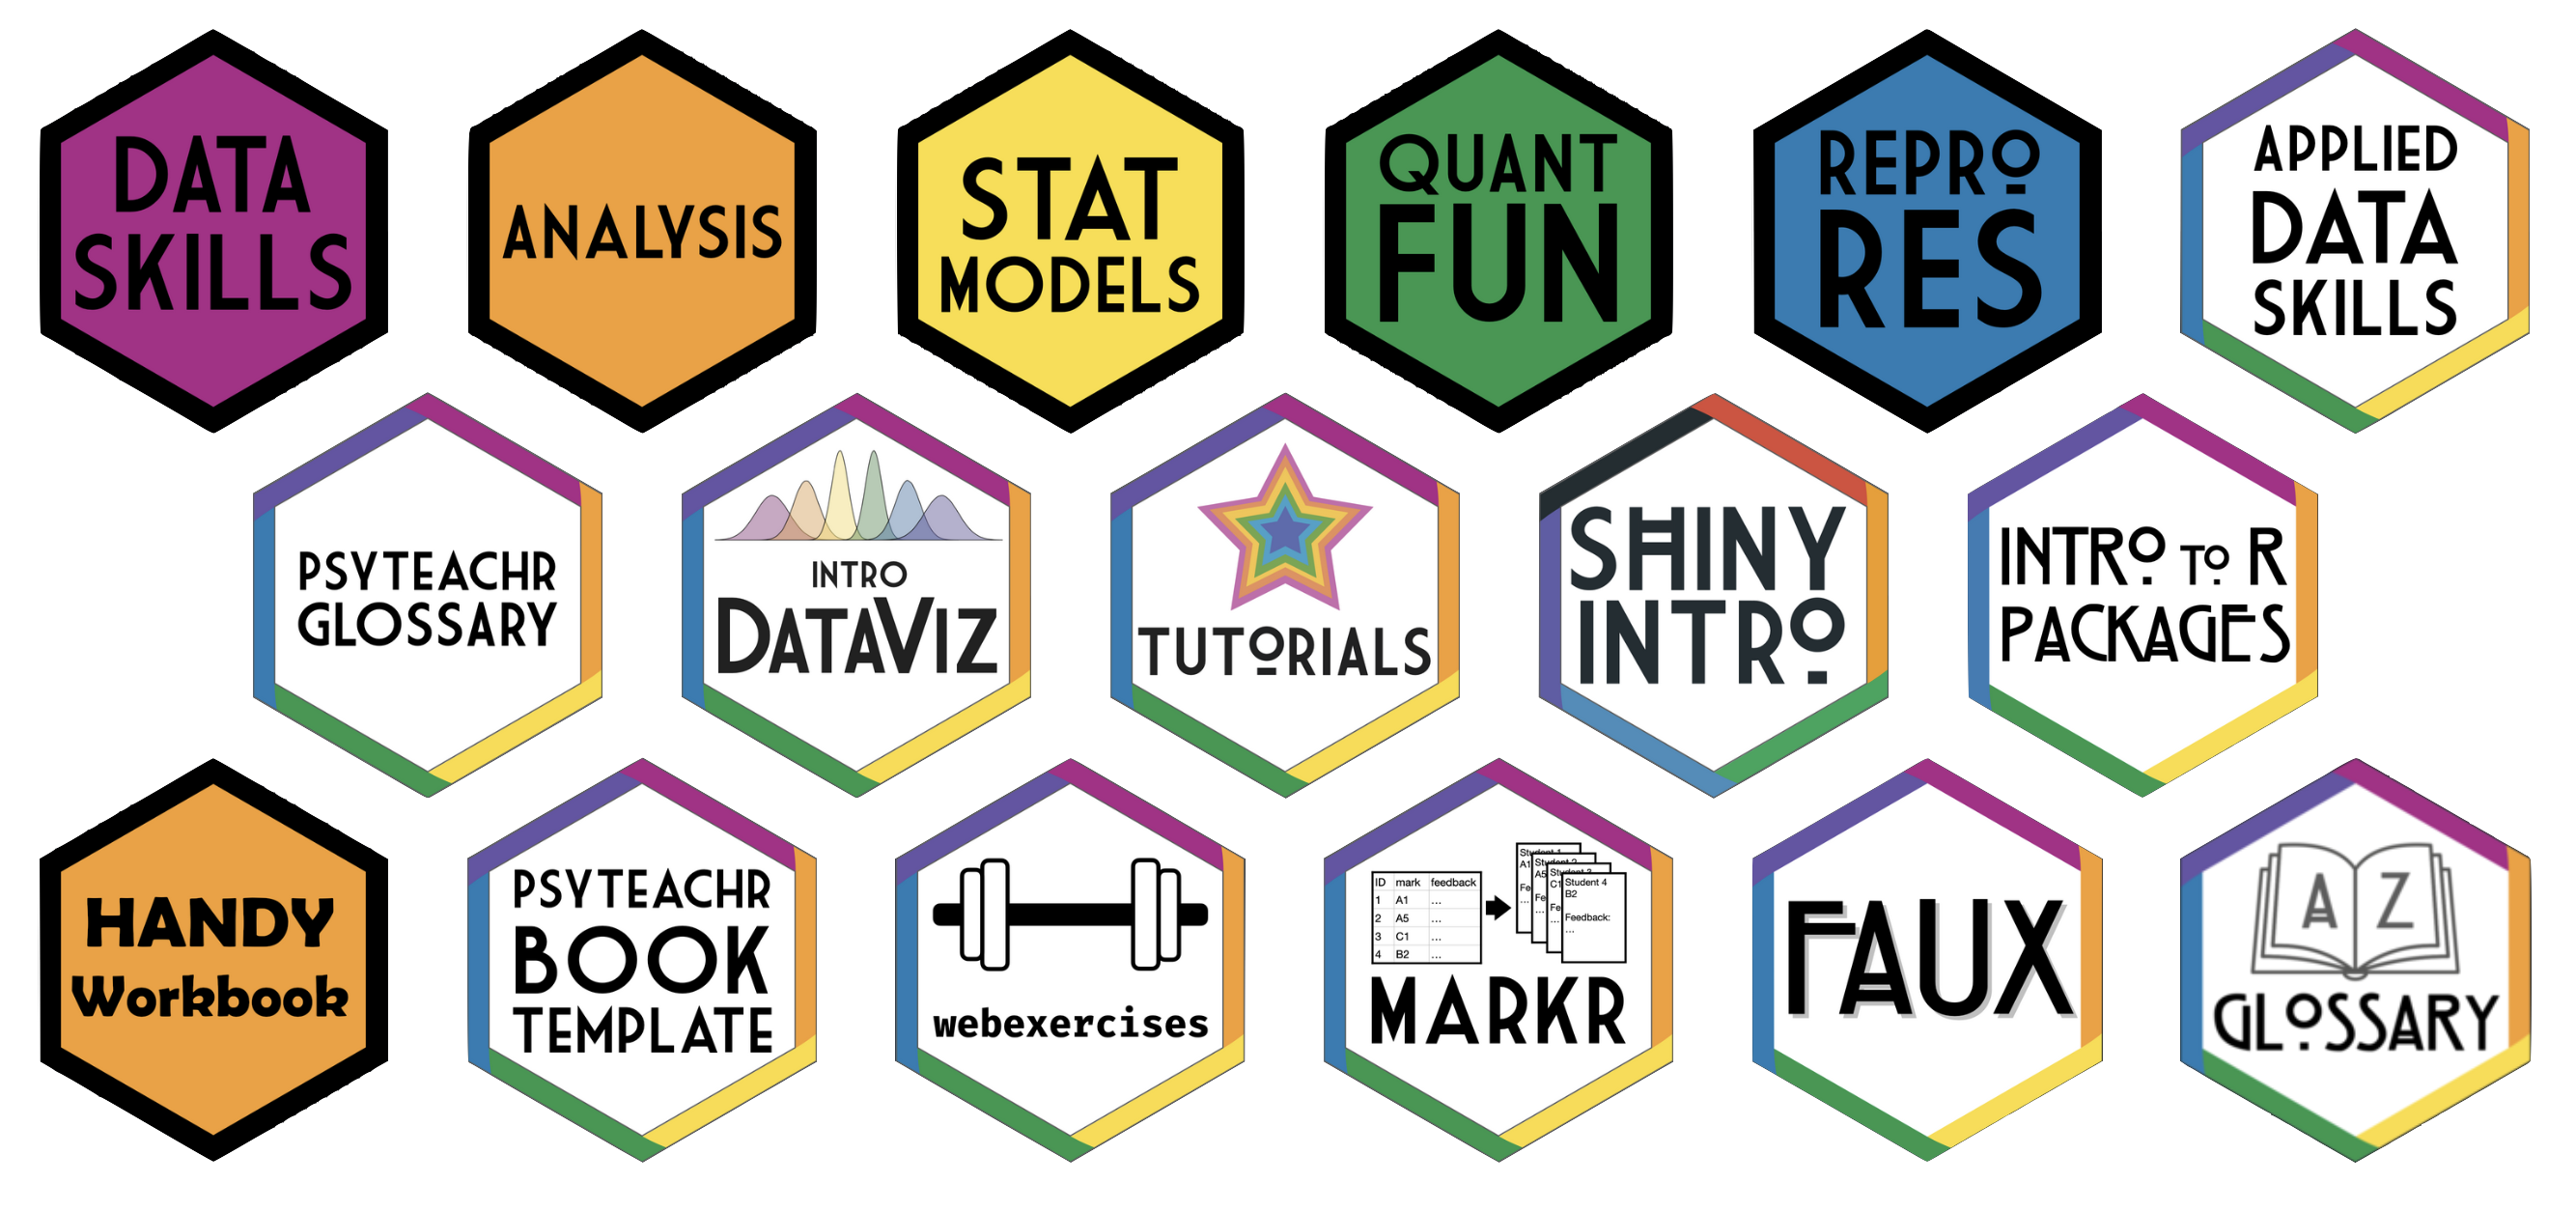 DATA
SKILLS
ANALYSIS
STAT
MODELS
QUANT
FUN
REPRO
RES
APPLIED
DATA
SKILLS
PSYTEACHR
GLOSSARY
INTRO
DATAVIZ
TUTORIALS
SHINY
INTRO
INTRO TO R
PACKAGES
HANDY
Workbook
PSYTEACHR
BOOK
TEMPLATE
webexercises
ID mark feedback
1 A1 ...
2 A5 ...
3 C1 ...
4 B2 ...
Student 4
B2
Feedback:
...
MARKR
FAUX
A Z
GLOSSARY